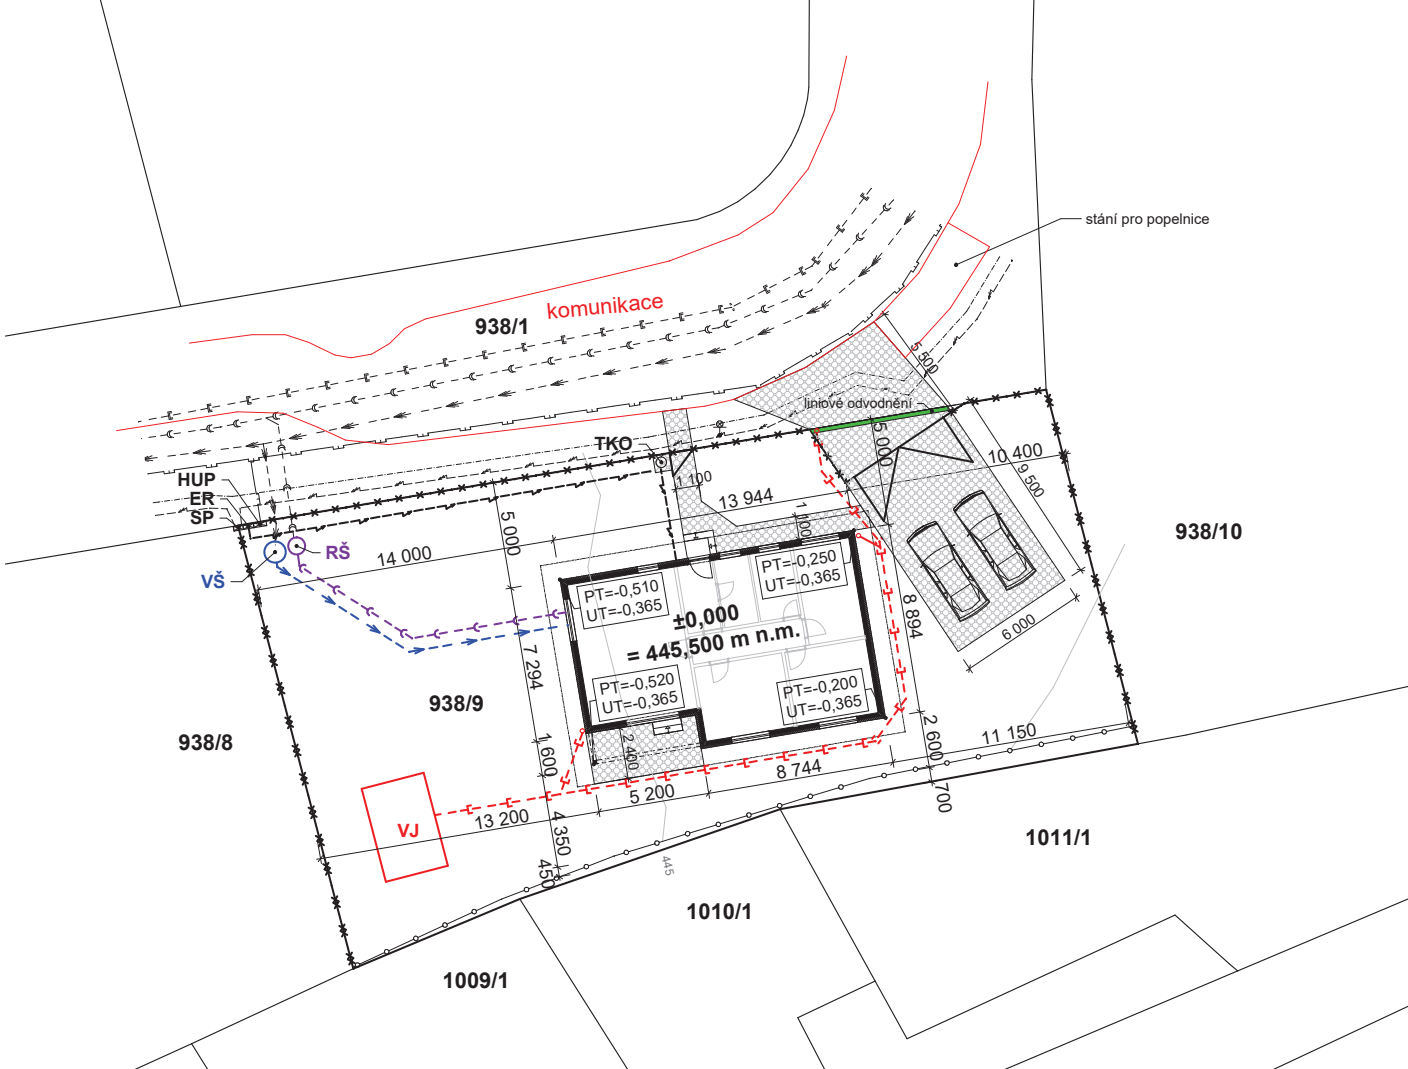 stání pro popelnice
komunikace
938/1
5 500
liniové odvodnění
TKO
5 000
10 400
9 500
HUP
ER
SP
1 100
13 944
1 100
5 000
14 000
RŠ
VŠ
938/10
PT=-0,250
UT=-0,365
PT=-0,510
UT=-0,365
±0,000
= 445,500 m n.m.
8 894
6 000
7 294
PT=-0,520
UT=-0,365
PT=-0,200
UT=-0,365
938/9
938/8
1 600
2 400
2 600
11 150
8 744
5 200
700
13 200
VJ
4 350
450
445
1011/1
1010/1
1009/1